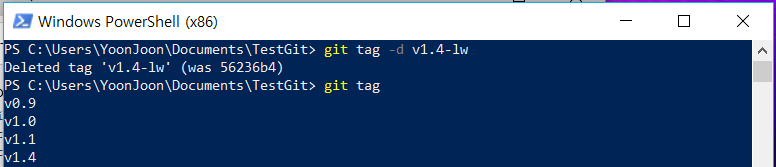 Windows PowerShell (x86)
PS C:\Users\YoonJoon\Documents\TestGit> git tag -d v1.4-lw
Deleted tag 'v1.4-lw' (was 56236b4)
PS C:\Users\YoonJoon\Documents\TestGit> git tag
v0.9
v1.0
v1.1
v1.4